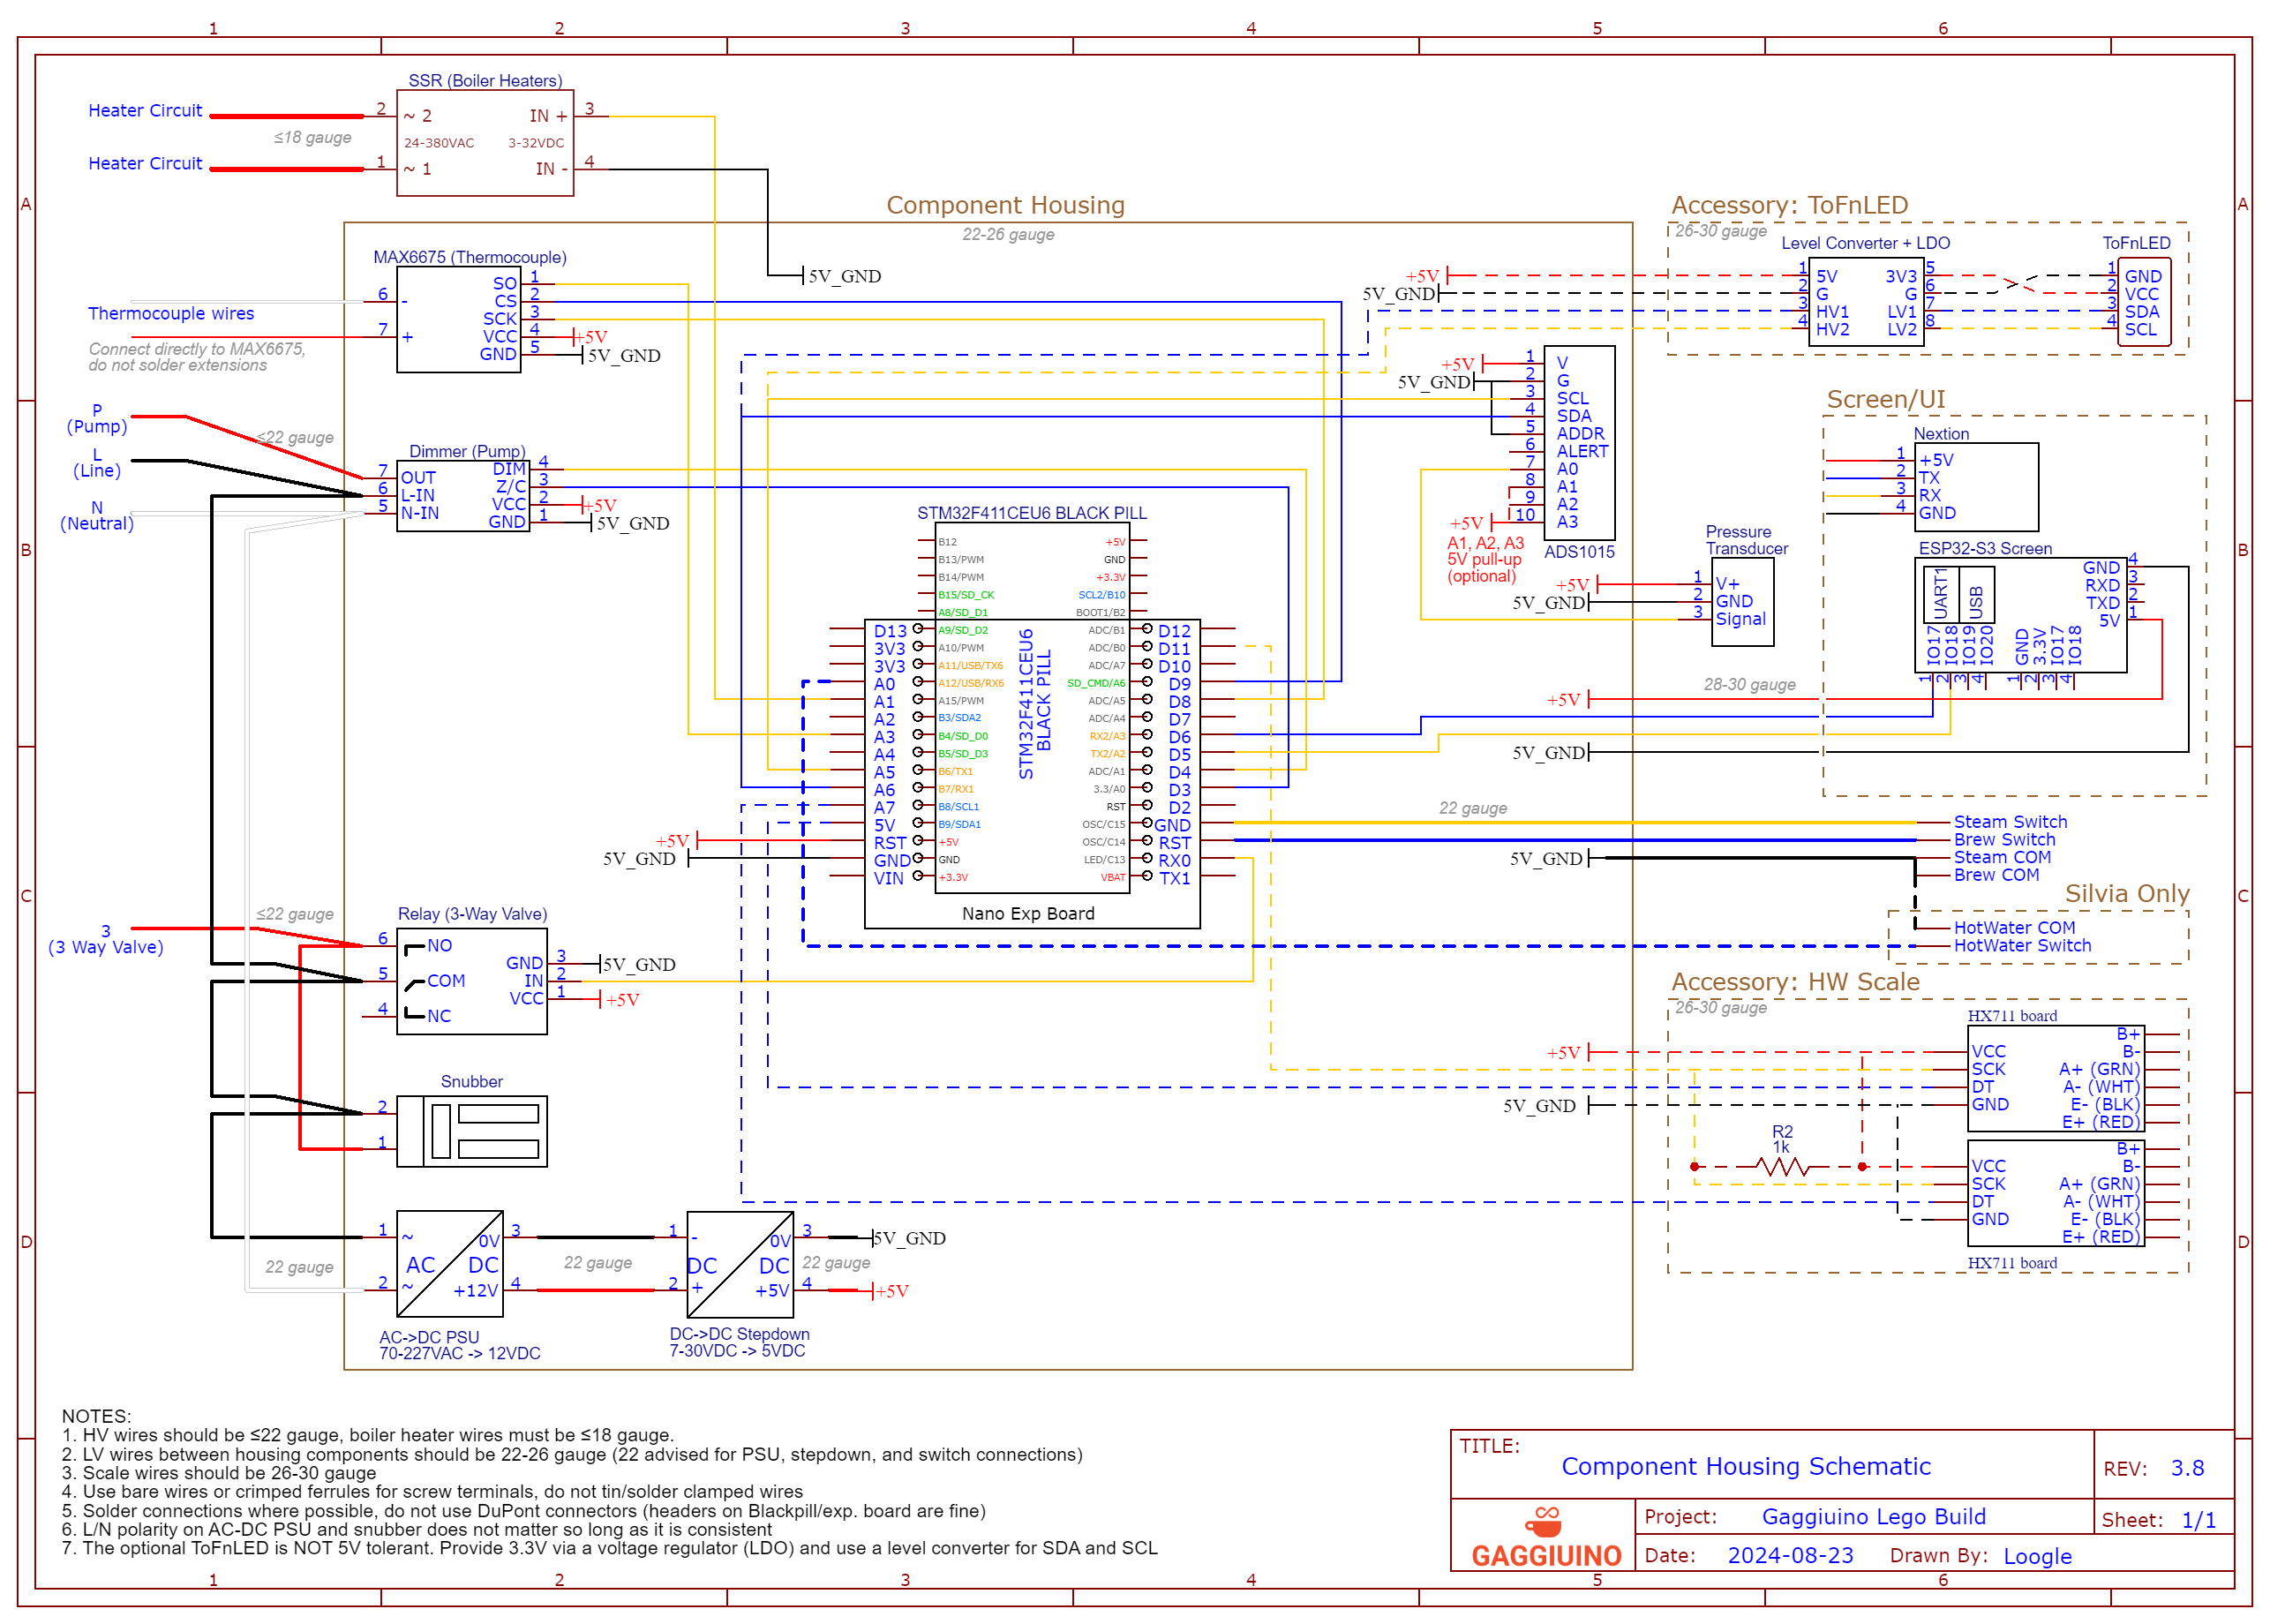 1 2 3 4 5 6
A
B
C
D
SSR (Boiler Heaters)
Heater Circuit
≤18 gauge
Heater Circuit
2 ~ 2 IN + 3
24-380VAC 3-32VDC
1 ~ 1 IN - 4
Component Housing
22-26 gauge
5V_GND
MAX6675 (Thermocouple)
SO 1
6 - CS 2
SCK 3
7 + VCC 4 +5V
GND 5 5V_GND
Thermocouple wires
Connect directly to MAX6675,
do not solder extensions
P
(Pump)
≤22 gauge
L
(Line)
N
(Neutral)
Dimmer (Pump)
7 OUT DIM 4
6 L-IN Z/C 3
5 N-IN VCC 2 +5V
GND 1 5V_GND
STM32F411CEU6 BLACK PILL
B12 +5V
B13/PWM GND
B14/PWM +3.3V
B15/SD_CK SCL2/B10
A8/SD_D1 BOOT1/B2
D13 A9/SD_D2 ADC/B1 D12
3V3 A10/PWM ADC/B0 D11
3V3 A11/USB/TX6 ADC/A7 D10
A0 A12/USB/RX6 SD_CMD/A6 D9
A1 A15/PWM ADC/A5 D8
A2 B3/SDA2 ADC/A4 D7
A3 B4/SD_D0 RX2/A3 D6
A4 B5/SD_D3 TX2/A2 D5
A5 B6/TX1 ADC/A1 D4
A6 B7/RX1 3.3/A0 D3
A7 B8/SCL1 RST D2
5V B9/SDA1 OSC/C15 GND
+5V RST +5V OSC/C14 RST
5V_GND GND GND LED/C13 RX0
VIN +3.3V VBAT TX1
STM32F411CEU6
BLACK PILL
Nano Exp Board
Accessory: ToFnLED
26-30 gauge
Level Converter + LDO
ToFnLED
+5V 1 5V 3V3 5 1 GND
5V_GND 2 G G 6 2 VCC
3 HV1 LV1 7 3 SDA
4 HV2 LV2 8 4 SCL
+5V 1 V
5V_GND 2 G
3 SCL
4 SDA
5 ADDR
6 ALERT
7 A0
8 A1
9 A2
+5V 10 A3
A1, A2, A3
5V pull-up
(optional)
ADS1015
Pressure
Transducer
+5V 1 V+
5V_GND 2 GND
3 Signal
Screen/UI
Nextion
1 +5V
2 TX
3 RX
4 GND
ESP32-S3 Screen
UART1
USB
GND 4
RXD 3
TXD 2
5V 1
IO17 IO18 IO19 IO20 GND 3.3V IO17 IO18
1 2 3 4 1 2 3 4
28-30 gauge
+5V
5V_GND
22 gauge
Steam Switch
Brew Switch
5V_GND
Steam COM
Brew COM
Silvia Only
HotWater COM
HotWater Switch
3
(3 Way Valve)
≤22 gauge
Relay (3-Way Valve)
6 NO
GND 3 5V_GND
5 COM IN 2
VCC 1 +5V
4 NC
Snubber
2
1
1 ~ 0V 3
AC DC
2 ~ +12V 4
22 gauge
AC->DC PSU
70-227VAC -> 12VDC
22 gauge
1 - 0V 3 5V_GND
DC DC
2 + +5V 4 +5V
22 gauge
DC->DC Stepdown
7-30VDC -> 5VDC
Accessory: HW Scale
26-30 gauge
HX711 board
B+
+5V VCC B-
SCK A+ (GRN)
DT A- (WHT)
5V_GND GND E- (BLK)
E+ (RED)
R2
1k
B+
VCC B-
SCK A+ (GRN)
DT A- (WHT)
GND E- (BLK)
E+ (RED)
HX711 board
NOTES:
1. HV wires should be ≤22 gauge, boiler heater wires must be ≤18 gauge.
2. LV wires between housing components should be 22-26 gauge (22 advised for PSU, stepdown, and switch connections)
3. Scale wires should be 26-30 gauge
4. Use bare wires or crimped ferrules for screw terminals, do not tin/solder clamped wires
5. Solder connections where possible, do not use DuPont connectors (headers on Blackpill/exp. board are fine)
6. L/N polarity on AC-DC PSU and snubber does not matter so long as it is consistent
7. The optional ToFnLED is NOT 5V tolerant. Provide 3.3V via a voltage regulator (LDO) and use a level converter for SDA and SCL
TITLE:
Component Housing Schematic
REV: 3.8
GAGGIUINO
Project: Gaggiuino Lego Build
Sheet: 1/1
Date: 2024-08-23 Drawn By: Loogle
A
B
C
D
1 2 3 4 5 6